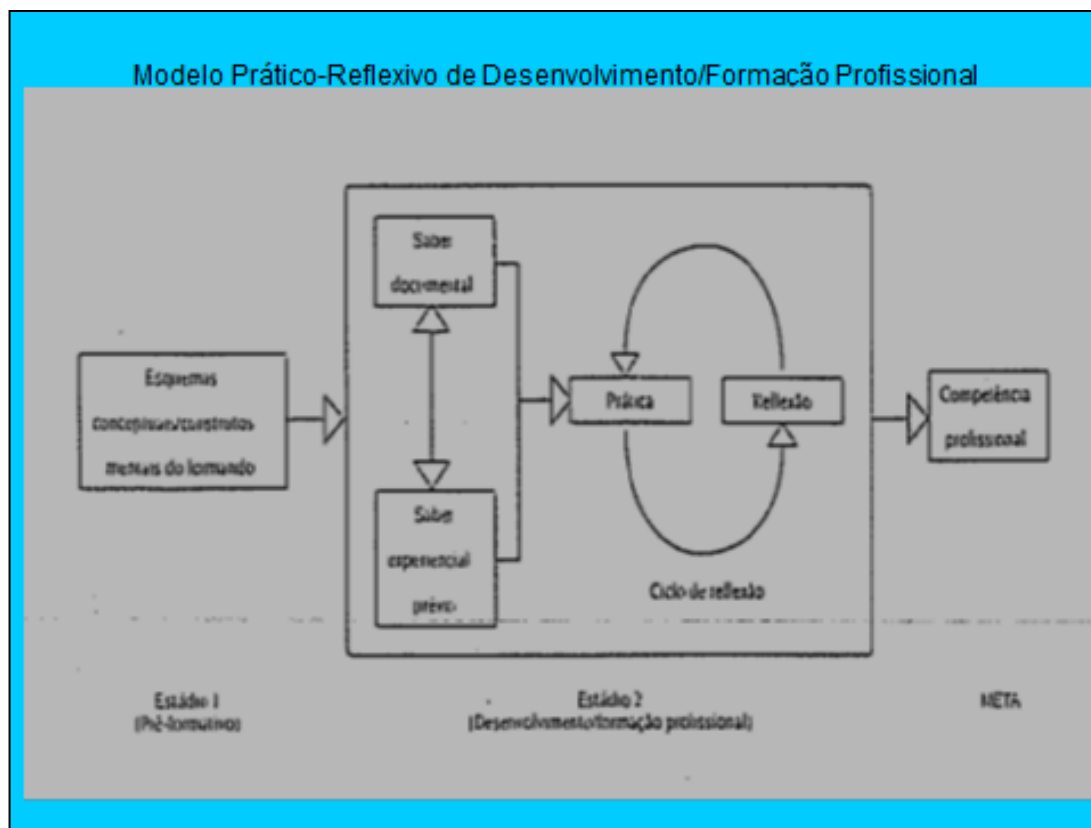 Modelo Prático-Reflexivo de Desenvolvimento/Formação Profissional
Esquemas
conceptuais/construtos
mentais do formando
Saber
documental
Saber
experiencial
prévio
Prática
Reflexão
Ciclo de reflexão
Competência
profissional
Estádio 1
(Pré-formativo)
Estádio 2
(Desenvolvimento/formação profissional)
META